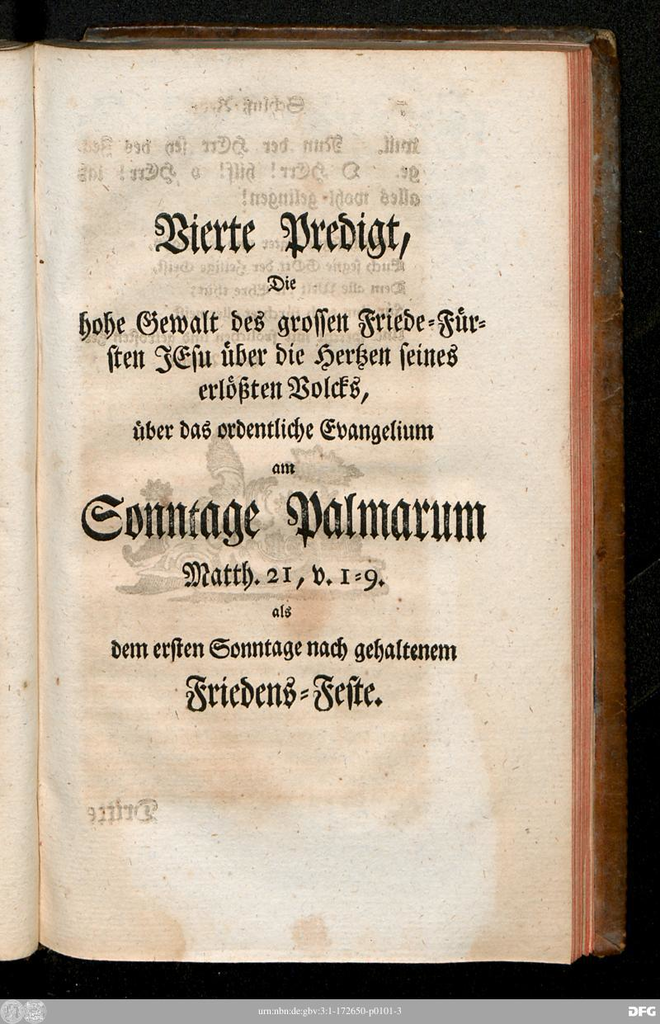 Vierte Predigt,
Die
hohe Gewalt des grossen Friede-Für-
sten JEsu über die Hertzen seines
erlößten Volcks,
über das ordentliche Evangelium
am
Sonntage Palmarum
Matth. 21, v. 1-9.
als
dem ersten Sonntage nach gehaltenem
Friedens-Feste.
urn:nbn:de:gbv:3:1-172650-p0101-3
DFG